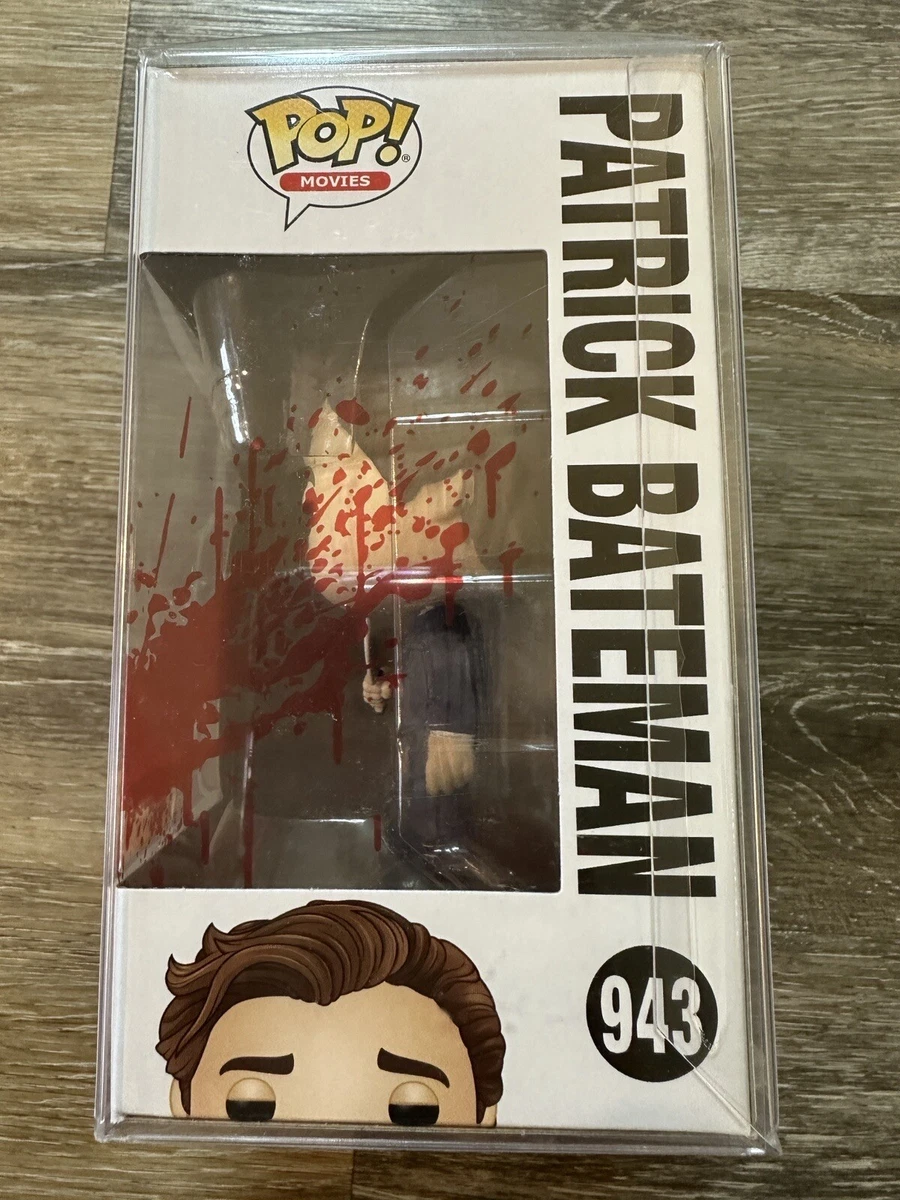 POP!®
MOVIES
PATRICK BATEMAN
943